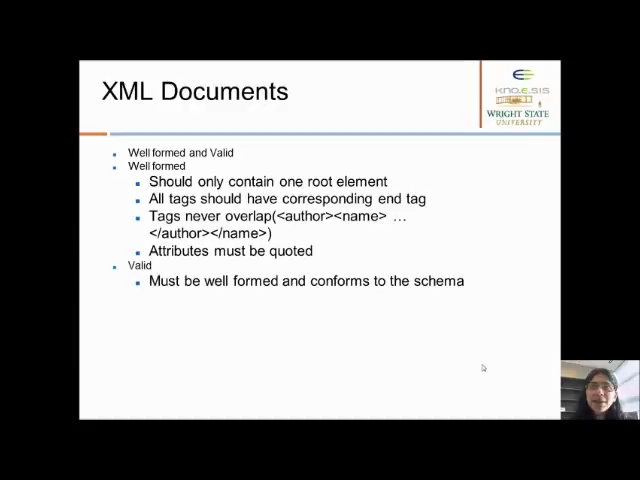 XML Documents
KNO.E.SIS
WRIGHT STATE
UNIVERSITY
Well formed and Valid
Well formed
Should only contain one root element
All tags should have corresponding end tag
Tags never overlap(<author><name> …
</author></name>)
Attributes must be quoted
Valid
Must be well formed and conforms to the schema